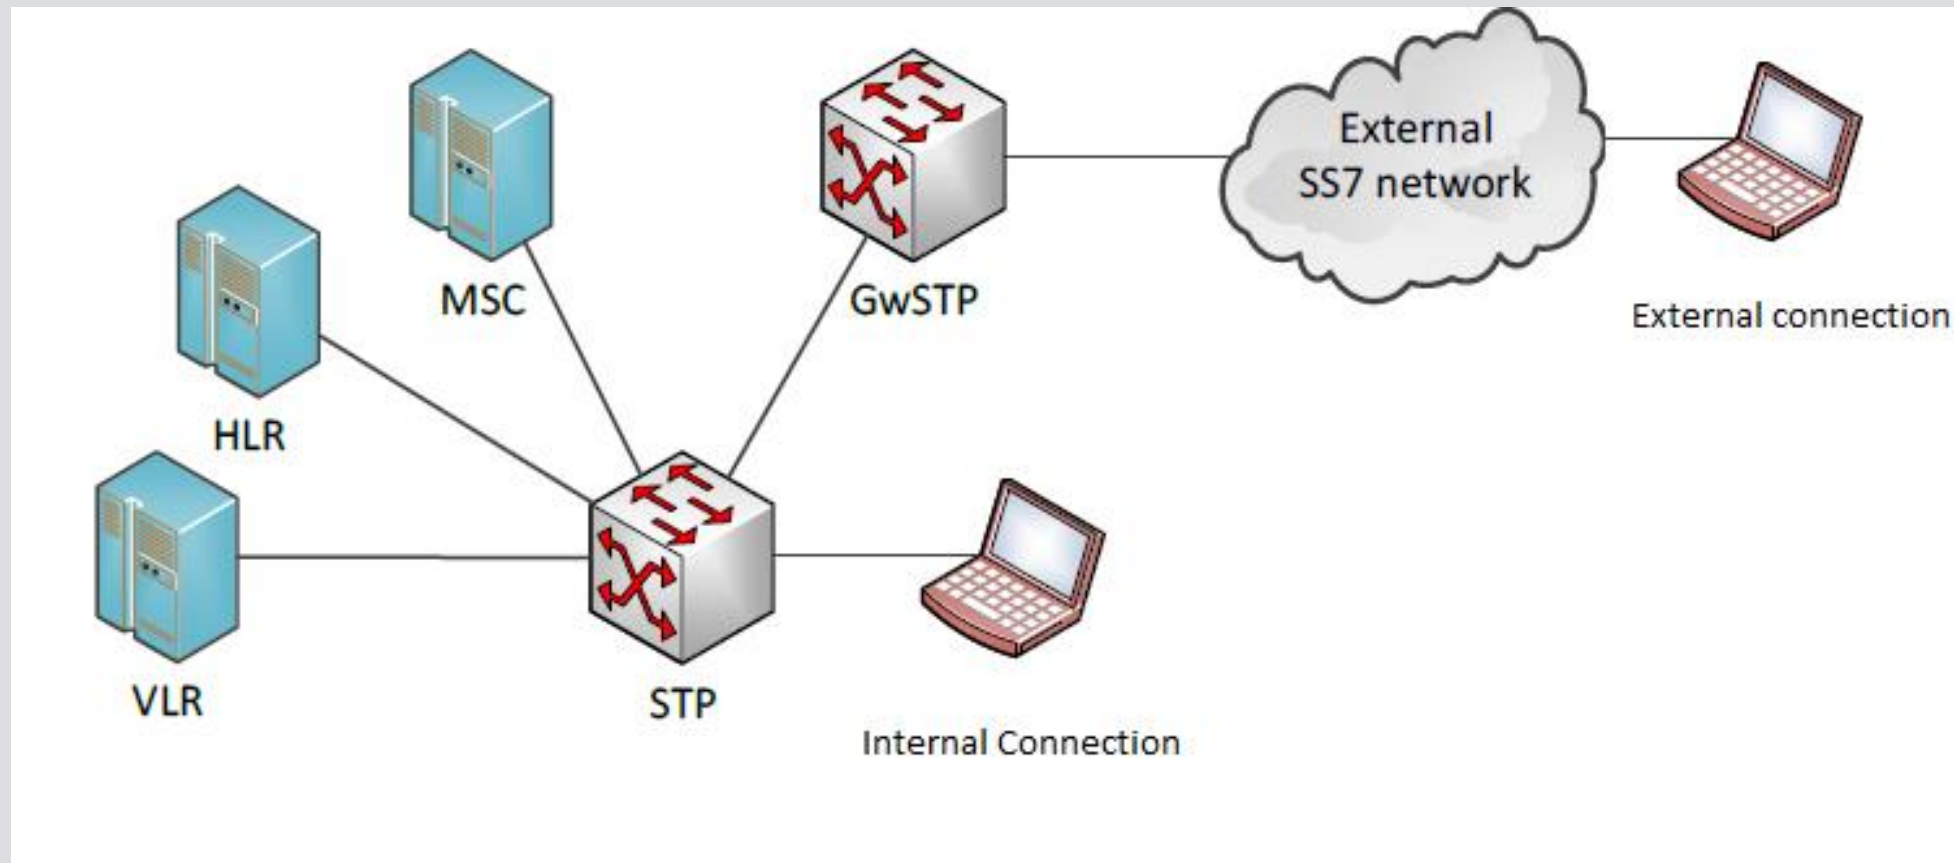 External
SS7 network
MSC
GwSTP
External connection
HLR
VLR
STP
Internal Connection